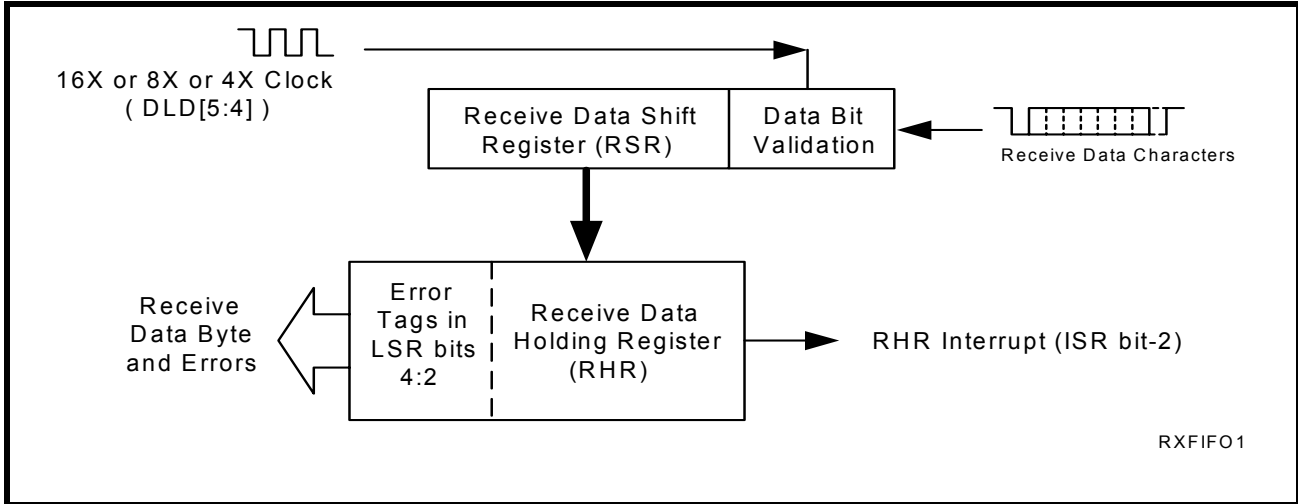 16X or 8X or 4X Clock
( DLD[5:4] )
Receive Data Shift
Register (RSR)
Data Bit
Validation
Receive Data Characters
Receive
Data Byte
and Errors
Error
Tags in
LSR bits
4:2
Receive Data
Holding Register
(RHR)
RHR Interrupt (ISR bit-2)
RXFIFO1